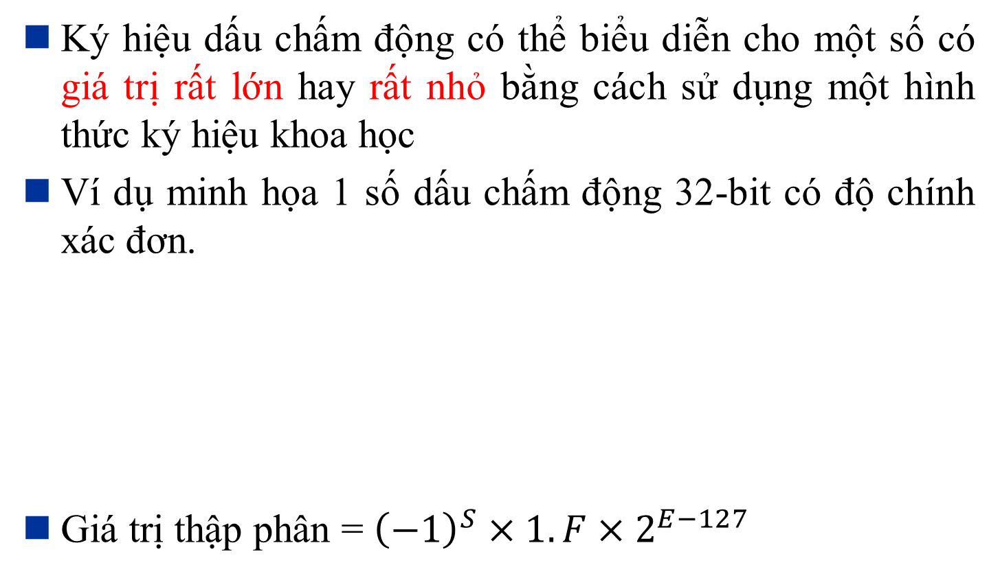 Ký hiệu dấu chấm động có thể biểu diễn cho một số có
giá trị rất lớn hay rất nhỏ bằng cách sử dụng một hình
thức ký hiệu khoa học
Ví dụ minh họa 1 số dấu chấm động 32-bit có độ chính
xác đơn.
Giá trị thập phân = (−1)^S × 1.F × 2^{E−127}